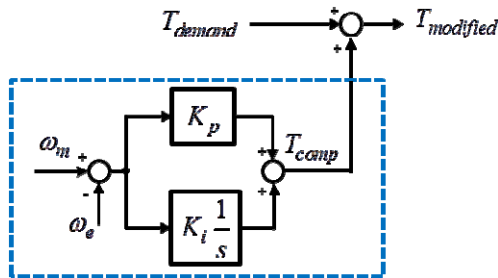 T_demand
T_modified
+
+
K_p
ω_m
+
-
ω_e
T_comp
+
+
K_i 1/s